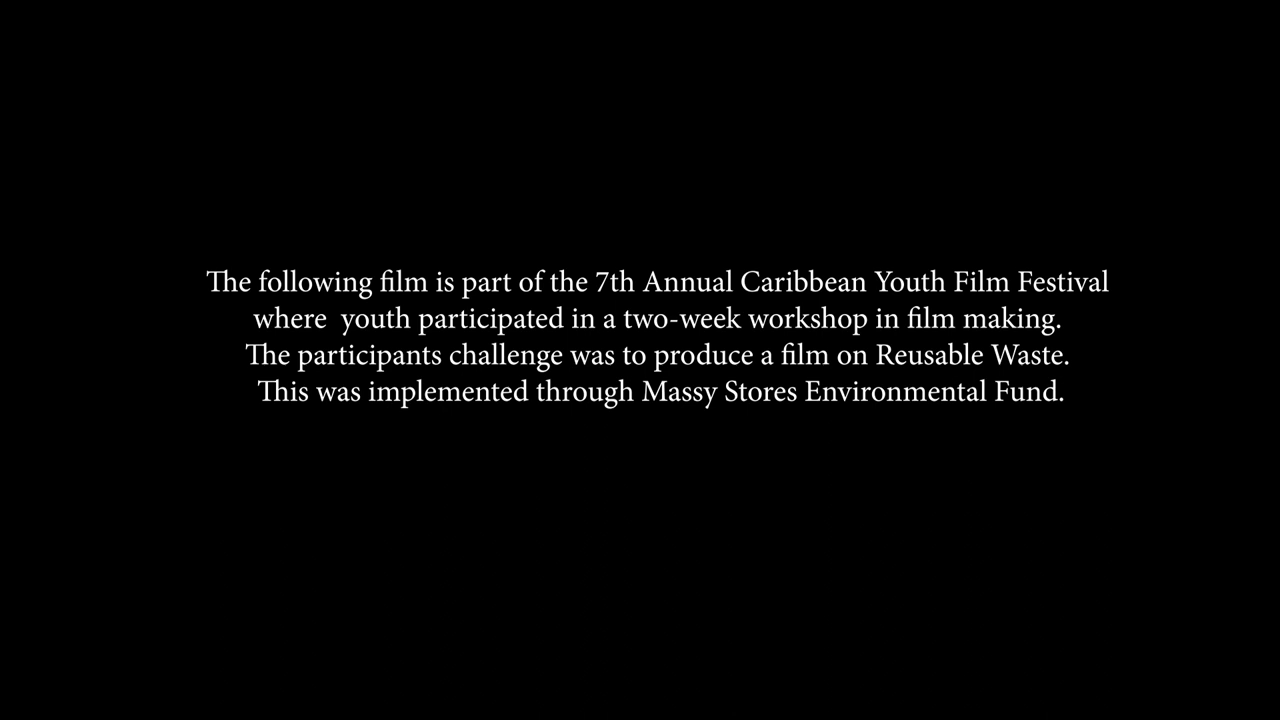 The following film is part of the 7th Annual Caribbean Youth Film Festival
where  youth participated in a two-week workshop in film making.
The participants challenge was to produce a film on Reusable Waste.
This was implemented through Massy Stores Environmental Fund.